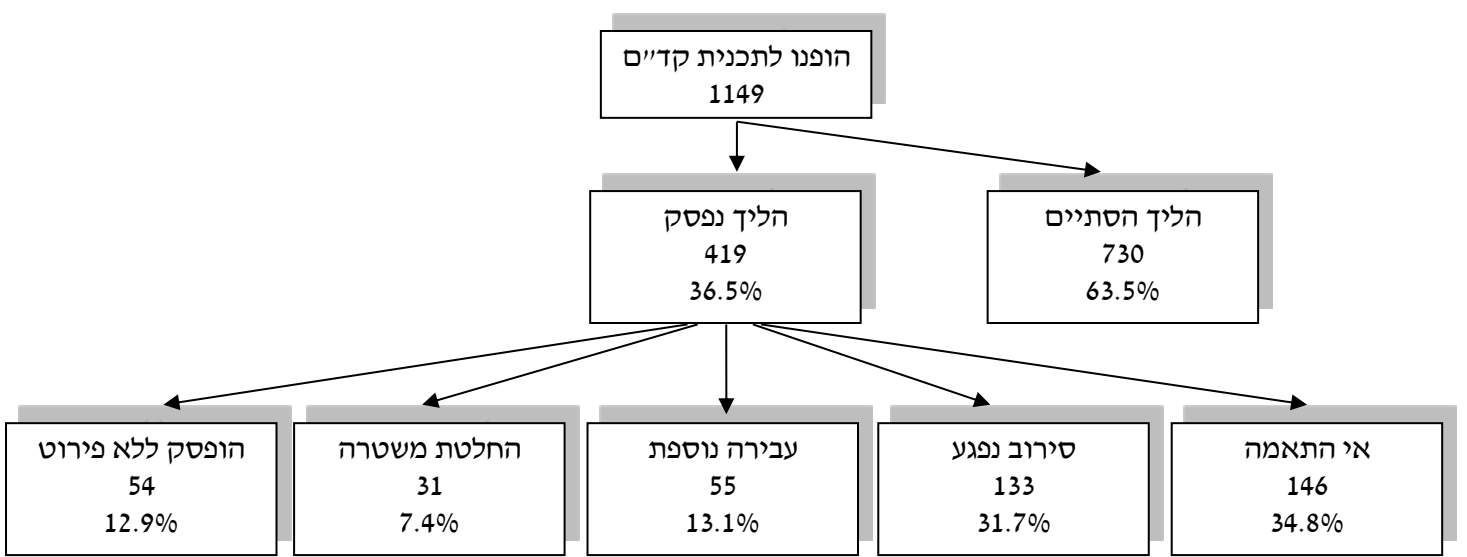 הופנו לתכנית קד״ם
1149
הליך הסתיים
730
63.5%
הליך נפסק
419
36.5%
אי התאמה
146
34.8%
סירוב נפגע
133
31.7%
עבירה נוספת
55
13.1%
החלטת משטרה
31
7.4%
הופסק ללא פירוט
54
12.9%